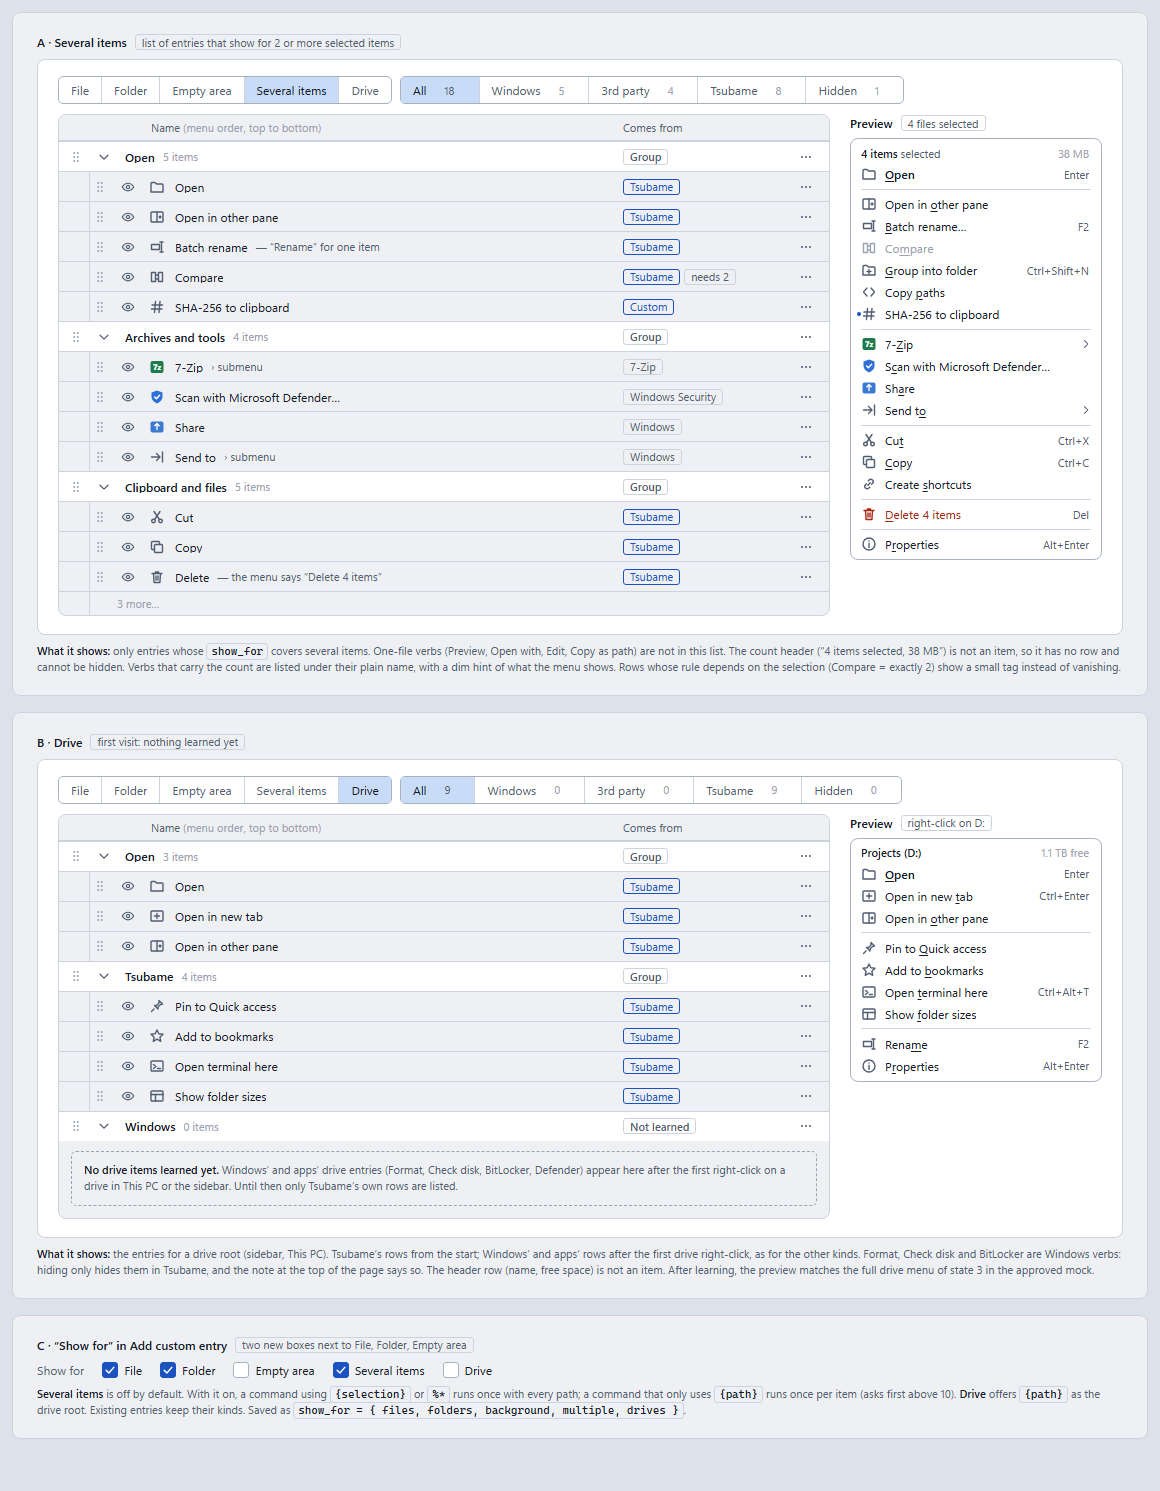 A · Several items list of entries that show for 2 or more selected items
File Folder Empty area Several items Drive All 18 Windows 5 3rd party 4 Tsubame 8 Hidden 1
Name (menu order, top to bottom) Comes from
Open 5 items Group
Open Tsubame
Open in other pane Tsubame
Batch rename — “Rename” for one item Tsubame
Compare Tsubame needs 2
SHA-256 to clipboard Custom
Archives and tools 4 items Group
7z 7-Zip › submenu 7-Zip
Scan with Microsoft Defender... Windows Security
Share Windows
Send to › submenu Windows
Clipboard and files 5 items Group
Cut Tsubame
Copy Tsubame
Delete — the menu says “Delete 4 items” Tsubame
3 more...
Preview 4 files selected
4 items selected 38 MB
Open Enter
Open in other pane
Batch rename... F2
Compare
Group into folder Ctrl+Shift+N
Copy paths
SHA-256 to clipboard
7z 7-Zip
Scan with Microsoft Defender...
Share
Send to
Cut Ctrl+X
Copy Ctrl+C
Create shortcuts
Delete 4 items Del
Properties Alt+Enter
What it shows: only entries whose show_for covers several items. One-file verbs (Preview, Open with, Edit, Copy as path) are not in this list. The count header (“4 items selected, 38 MB”) is not an item, so it has no row and
cannot be hidden. Verbs that carry the count are listed under their plain name, with a dim hint of what the menu shows. Rows whose rule depends on the selection (Compare = exactly 2) show a small tag instead of vanishing.
B · Drive first visit: nothing learned yet
File Folder Empty area Several items Drive All 9 Windows 0 3rd party 0 Tsubame 9 Hidden 0
Name (menu order, top to bottom) Comes from
Open 3 items Group
Open Tsubame
Open in new tab Tsubame
Open in other pane Tsubame
Tsubame 4 items Group
Pin to Quick access Tsubame
Add to bookmarks Tsubame
Open terminal here Tsubame
Show folder sizes Tsubame
Windows 0 items Not learned
No drive items learned yet. Windows’ and apps’ drive entries (Format, Check disk, BitLocker, Defender) appear here after the first right-click on a
drive in This PC or the sidebar. Until then only Tsubame’s own rows are listed.
Preview right-click on D:
Projects (D:) 1.1 TB free
Open Enter
Open in new tab Ctrl+Enter
Open in other pane
Pin to Quick access
Add to bookmarks
Open terminal here Ctrl+Alt+T
Show folder sizes
Rename F2
Properties Alt+Enter
What it shows: the entries for a drive root (sidebar, This PC). Tsubame’s rows from the start; Windows’ and apps’ rows after the first drive right-click, as for the other kinds. Format, Check disk and BitLocker are Windows verbs:
hiding only hides them in Tsubame, and the note at the top of the page says so. The header row (name, free space) is not an item. After learning, the preview matches the full drive menu of state 3 in the approved mock.
C · “Show for” in Add custom entry two new boxes next to File, Folder, Empty area
Show for File Folder Empty area Several items Drive
Several items is off by default. With it on, a command using {selection} or %* runs once with every path; a command that only uses {path} runs once per item (asks first above 10). Drive offers {path} as the
drive root. Existing entries keep their kinds. Saved as show_for = { files, folders, background, multiple, drives }.